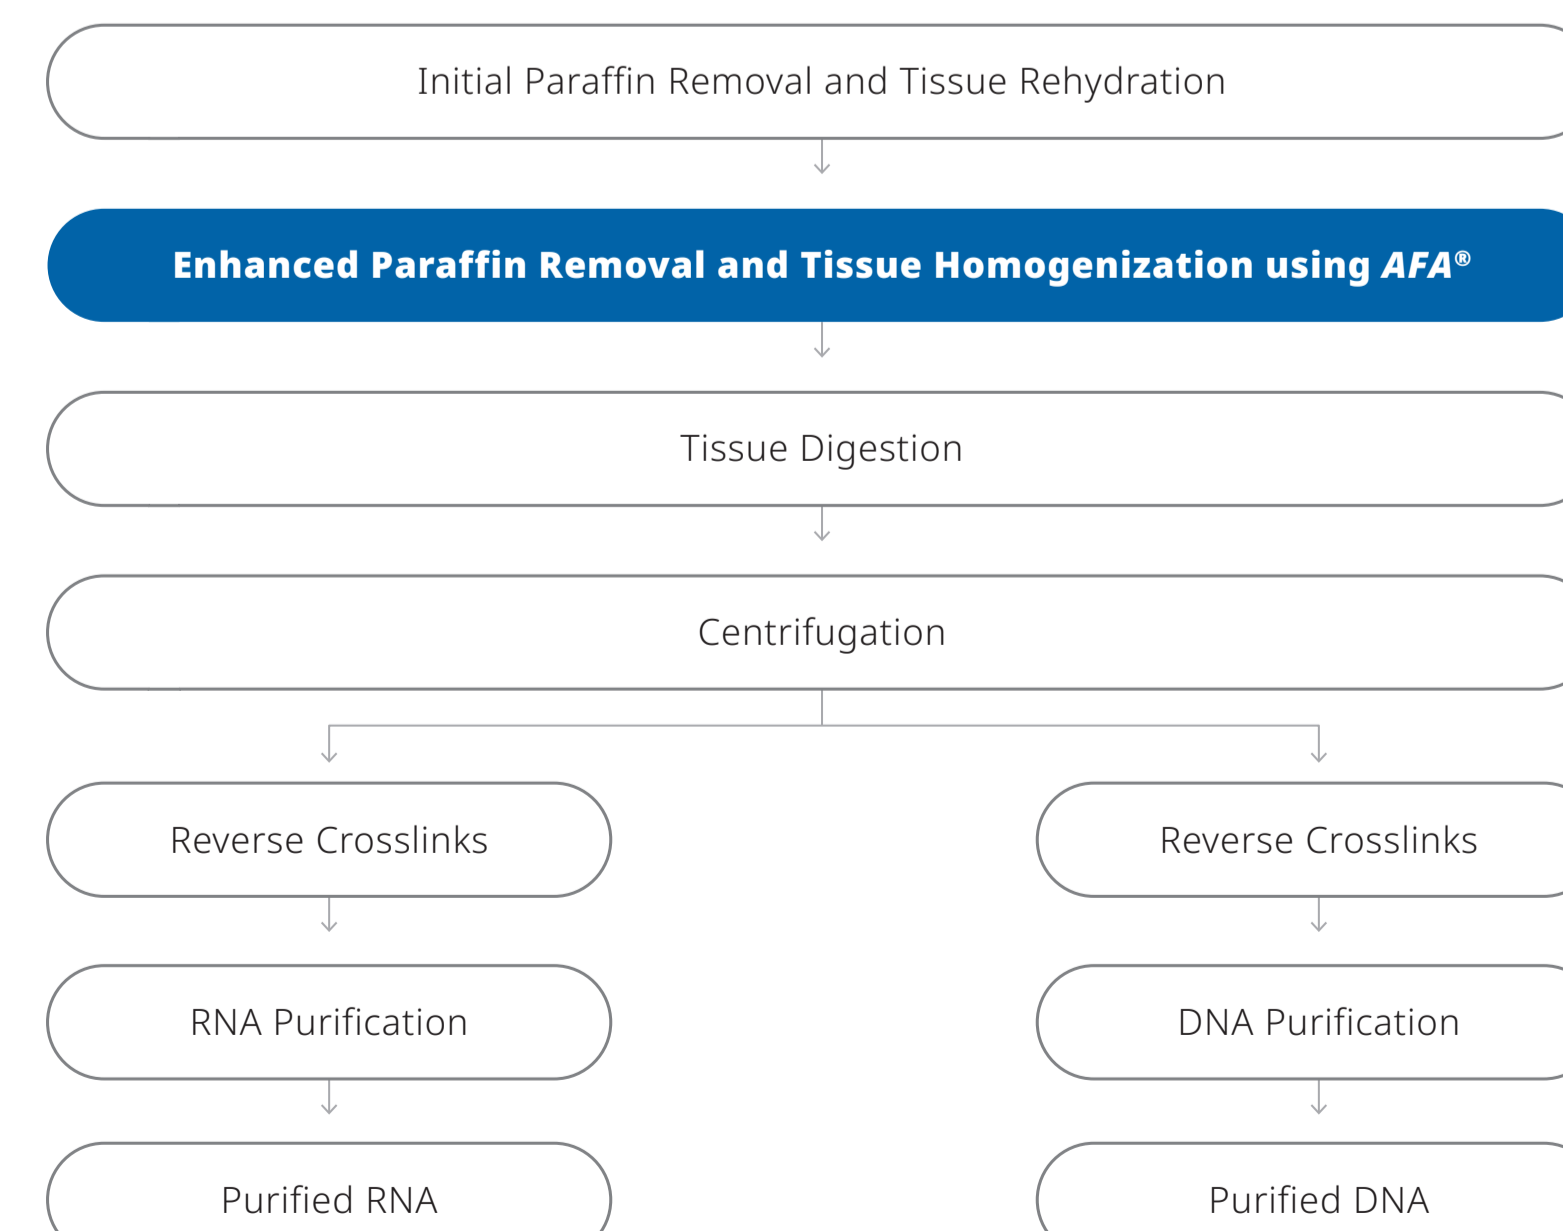 Initial Paraffin Removal and Tissue Rehydration
Enhanced Paraffin Removal and Tissue Homogenization using AFA®
Tissue Digestion
Centrifugation
Reverse Crosslinks
Reverse Crosslinks
RNA Purification
DNA Purification
Purified RNA
Purified DNA